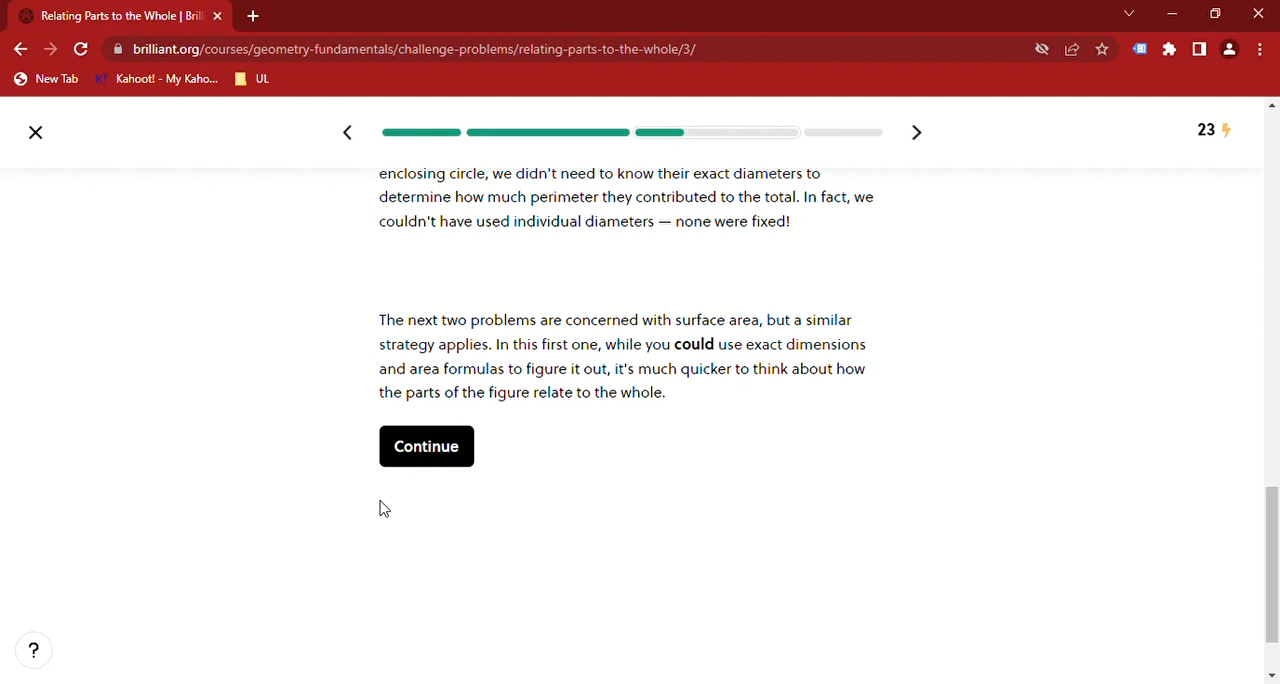 Relating Parts to the Whole | Bril
brilliant.org/courses/geometry-fundamentals/challenge-problems/relating-parts-to-the-whole/3/
New Tab
K!
Kahoot! - My Kaho...
UL
23
enclosing circle, we didn't need to know their exact diameters to
determine how much perimeter they contributed to the total. In fact, we
couldn't have used individual diameters — none were fixed!
The next two problems are concerned with surface area, but a similar
strategy applies. In this first one, while you could use exact dimensions
and area formulas to figure it out, it's much quicker to think about how
the parts of the figure relate to the whole.
Continue
?